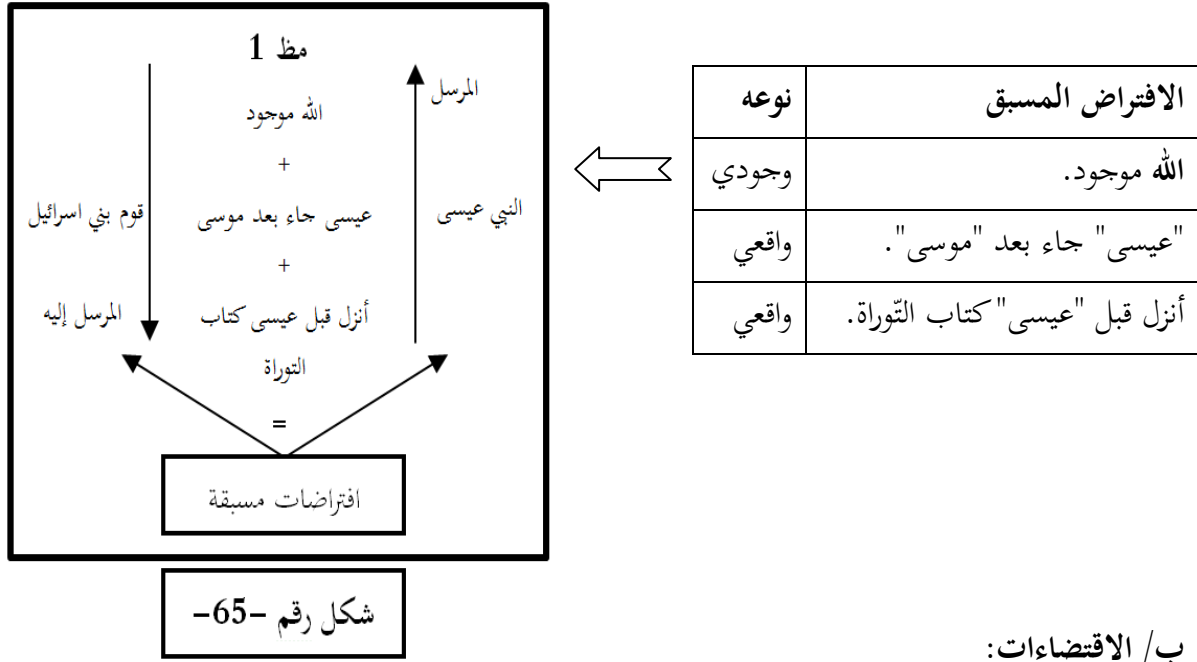 الافتراض المسبق نوعه
الله موجود. وجودي
"عيسى" جاء بعد "موسى". واقعي
أنزل قبل "عيسى" كتاب التّوراة. واقعي
مظ 1
المرسل
الله موجود
+
النبي عيسى
عيسى جاء بعد موسى
قوم بني اسرائيل
+
أنزل قبل عيسى كتاب
المرسل إليه
التوراة
=
افتراضات مسبقة
شكل رقم -65-
ب/ الاقتضاءات: